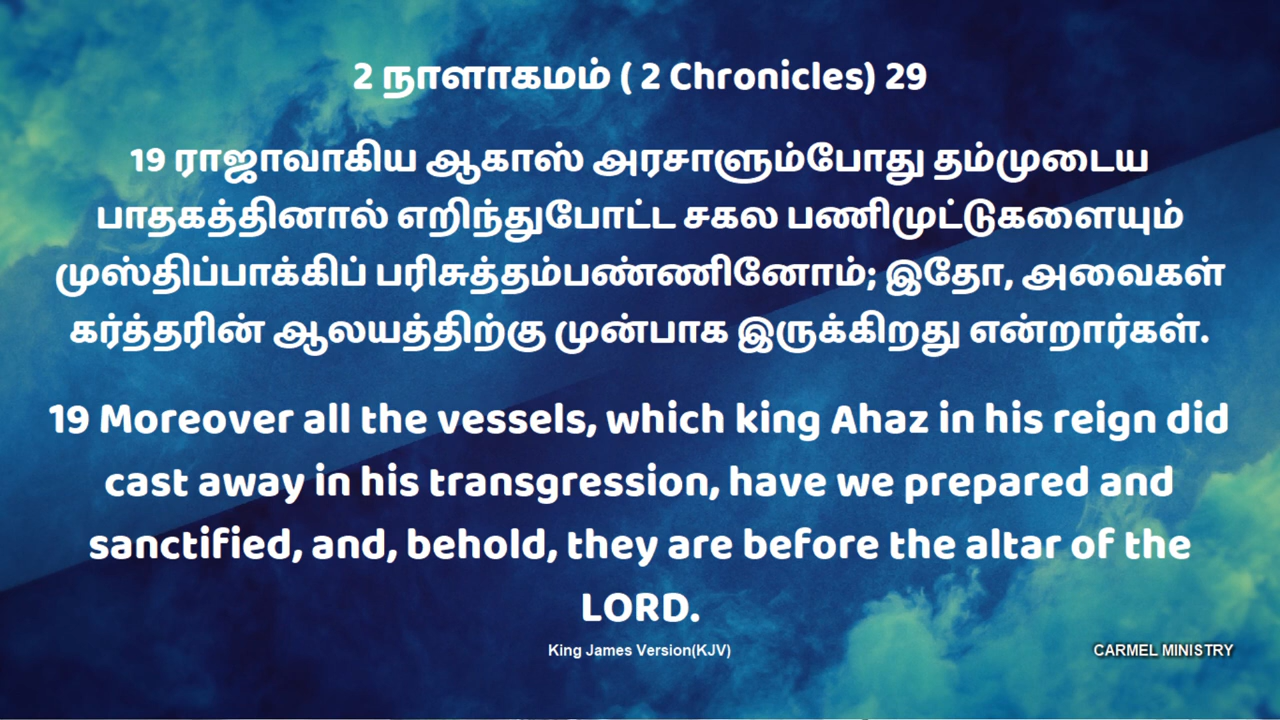 2 நாளாகமம் ( 2 Chronicles) 29
19 ராஜாவாகிய ஆகாஸ் அரசாளும்போது தம்முடைய
பாதகத்தினால் எறிந்துபோட்ட சகல பணிமுட்டுகளையும்
முஸ்திப்பாக்கிப் பரிசுத்தம்பண்ணினோம்; இதோ, அவைகள்
கர்த்தரின் ஆலயத்திற்கு முன்பாக இருக்கிறது என்றார்கள்.
19 Moreover all the vessels, which king Ahaz in his reign did
cast away in his transgression, have we prepared and
sanctified, and, behold, they are before the altar of the
LORD.
King James Version(KJV)
CARMEL MINISTRY